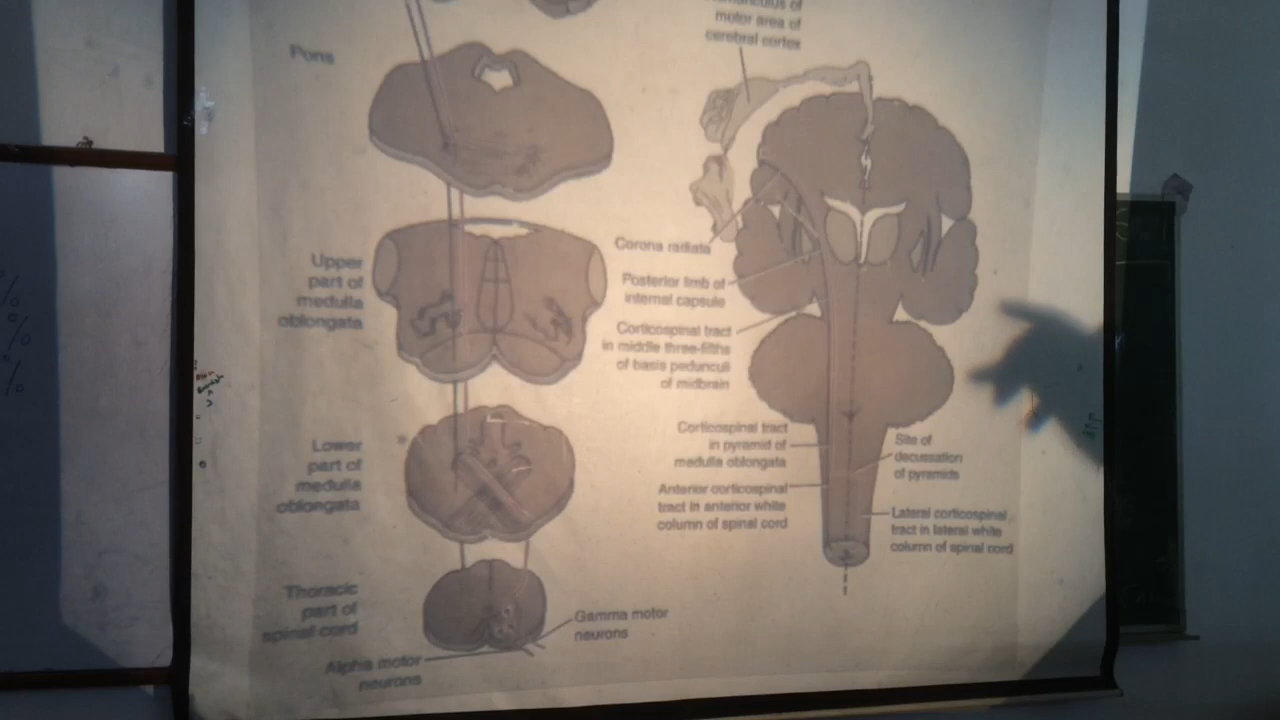 motor area of
cerebral cortex
Pons
Corona radiata
Upper
part of
medulla
oblongata
Posterior limb of
internal capsule
Corticospinal tract
in middle three-fifths
of basis pedunculi
of midbrain
Lower
part of
medulla
oblongata
Corticospinal tract
in pyramid of
medulla oblongata
Site of
decussation
of pyramids
Anterior corticospinal
tract in anterior white
column of spinal cord
Lateral corticospinal
tract in lateral white
column of spinal cord
Thoracic
part of
spinal cord
Gamma motor
neurons
Alpha motor
neurons